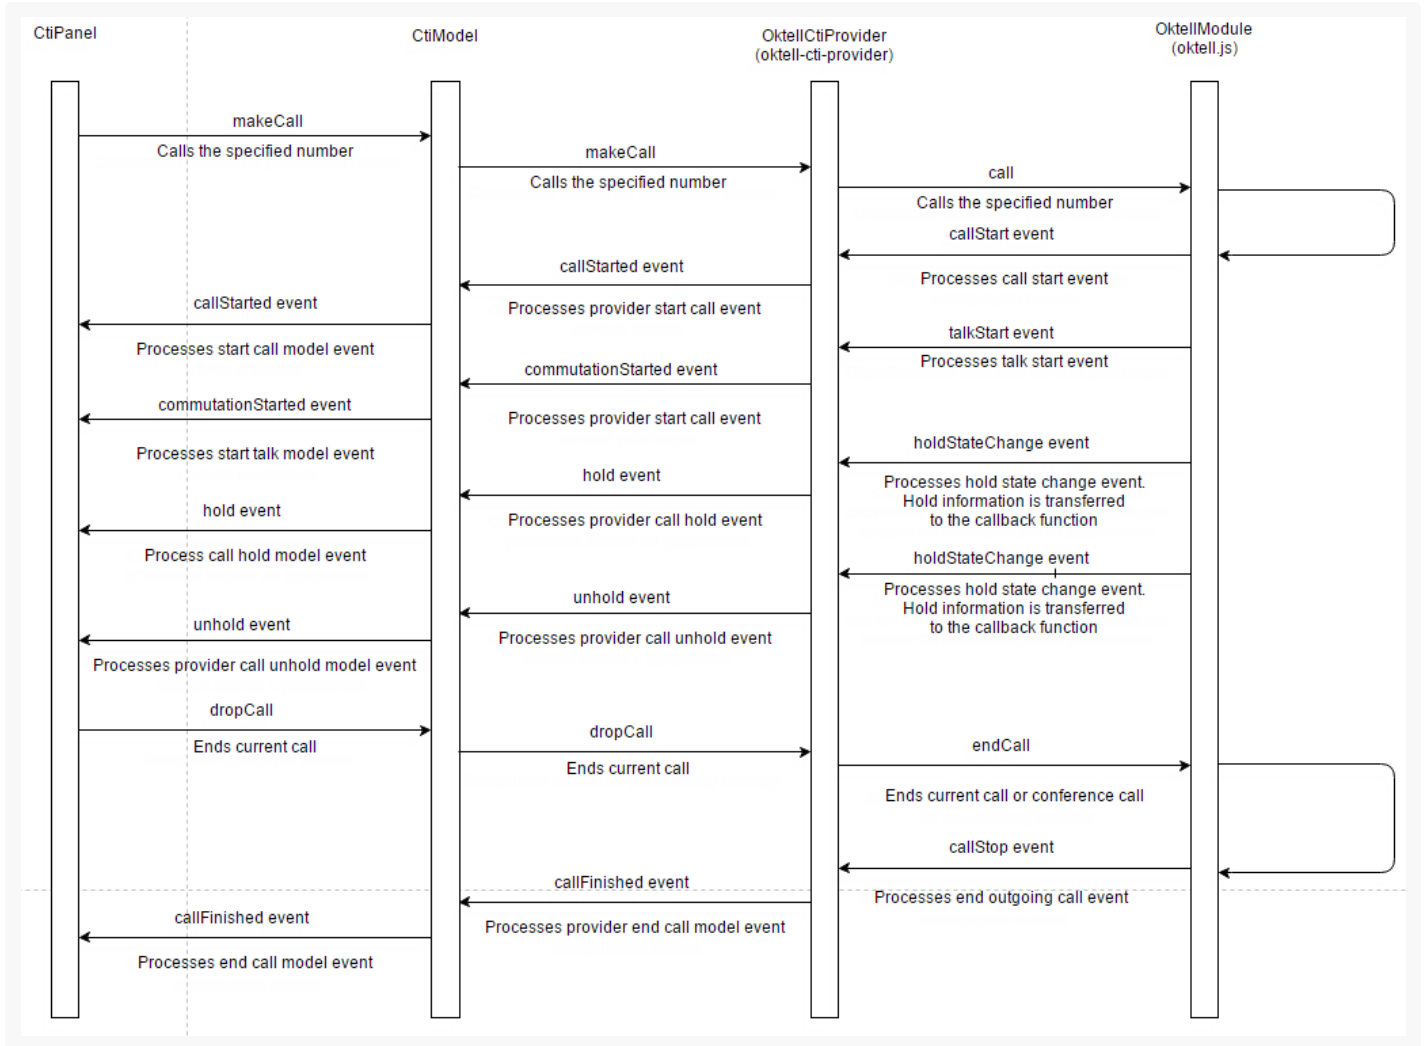 CtiPanel
CtiModel
OktellCtiProvider
(oktell-cti-provider)
OktellModule
(oktell.js)
makeCall
Calls the specified number
makeCall
Calls the specified number
call
Calls the specified number
callStart event
Processes call start event
callStarted event
Processes provider start call event
callStarted event
Processes start call model event
talkStart event
Processes talk start event
commutationStarted event
Processes provider start call event
commutationStarted event
Processes start talk model event
holdStateChange event
Processes hold state change event.
Hold information is transferred
to the callback function
hold event
Processes provider call hold event
hold event
Process call hold model event
holdStateChange event
Processes hold state change event.
Hold information is transferred
to the callback function
unhold event
Processes provider call unhold event
unhold event
Processes provider call unhold model event
dropCall
Ends current call
dropCall
Ends current call
endCall
Ends current call or conference call
callStop event
Processes end outgoing call event
callFinished event
Processes provider end call model event
callFinished event
Processes end call model event